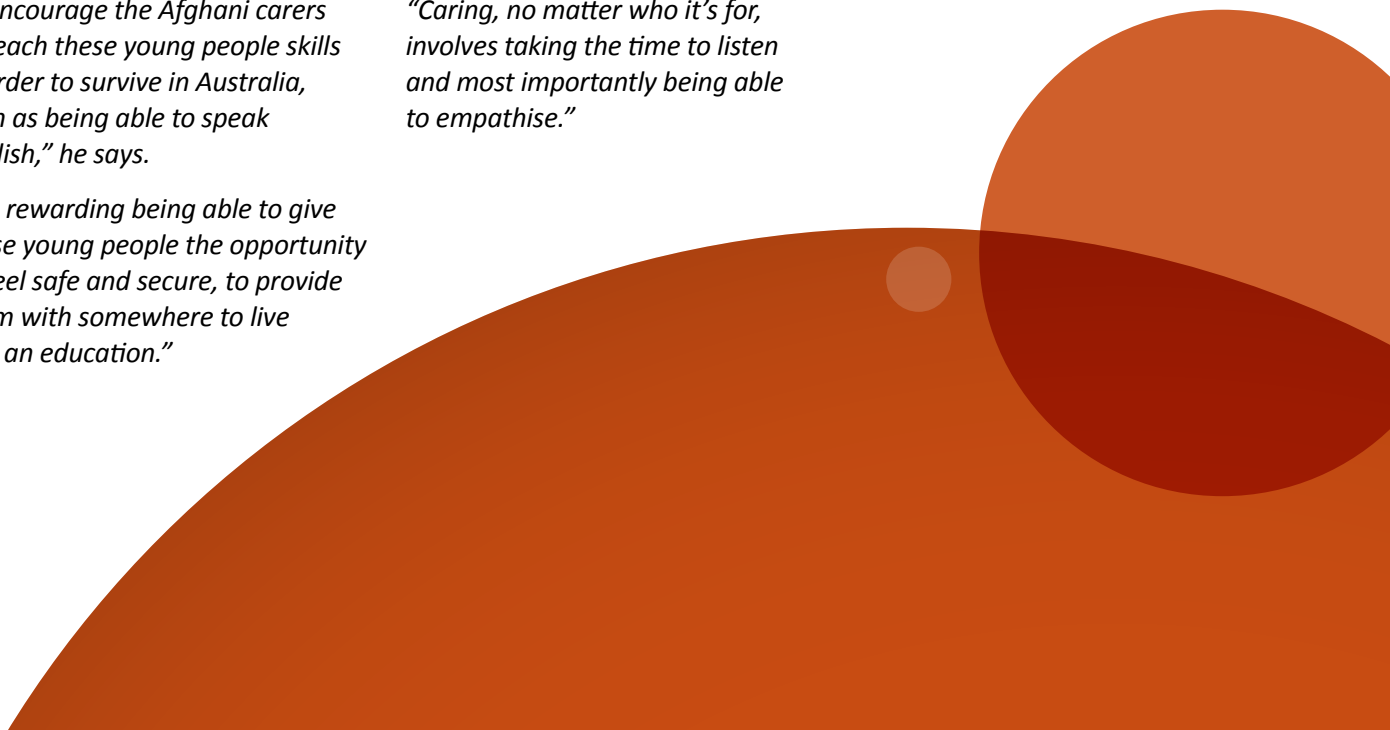 ncourage the Afghani carers
each these young people skills
rder to survive in Australia,
as being able to speak
lish,” he says.
rewarding being able to give
se young people the opportunity
eel safe and secure, to provide
m with somewhere to live
an education.”
“Caring, no matter who it’s for,
involves taking the time to listen
and most importantly being able
to empathise.”